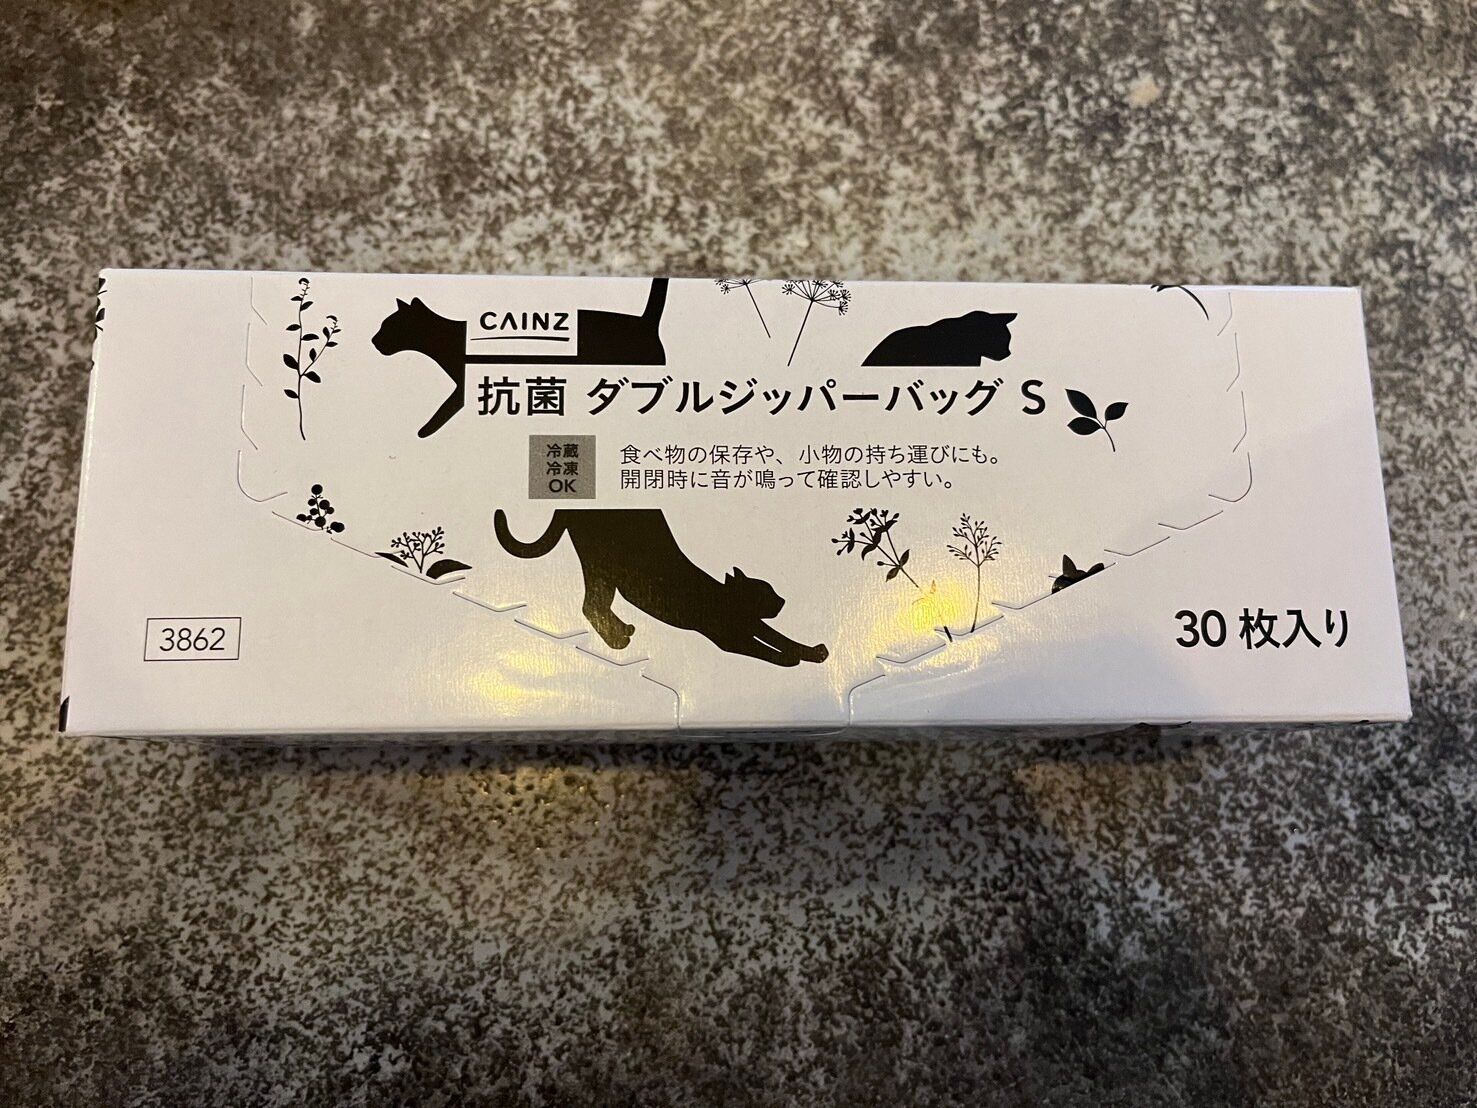 CAINZ
抗菌 ダブルジッパーバッグ S
冷蔵
冷凍
OK
食べ物の保存や、小物の持ち運びにも。
開閉時に音が鳴って確認しやすい。
3862
30 枚入り